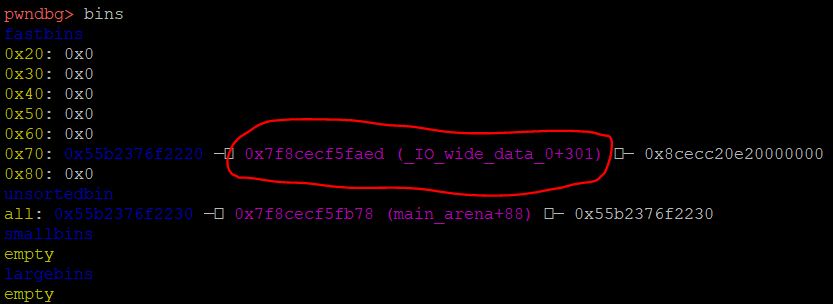 pwndbg> bins
fastbins
0x20: 0x0
0x30: 0x0
0x40: 0x0
0x50: 0x0
0x60: 0x0
0x70: 0x55b2376f2220 —▯ 0x7f8cecf5faed (_IO_wide_data_0+301) ▯— 0x8cecc20e20000000
0x80: 0x0
unsortedbin
all: 0x55b2376f2230 —▯ 0x7f8cecf5fb78 (main_arena+88) ▯— 0x55b2376f2230
smallbins
empty
largebins
empty